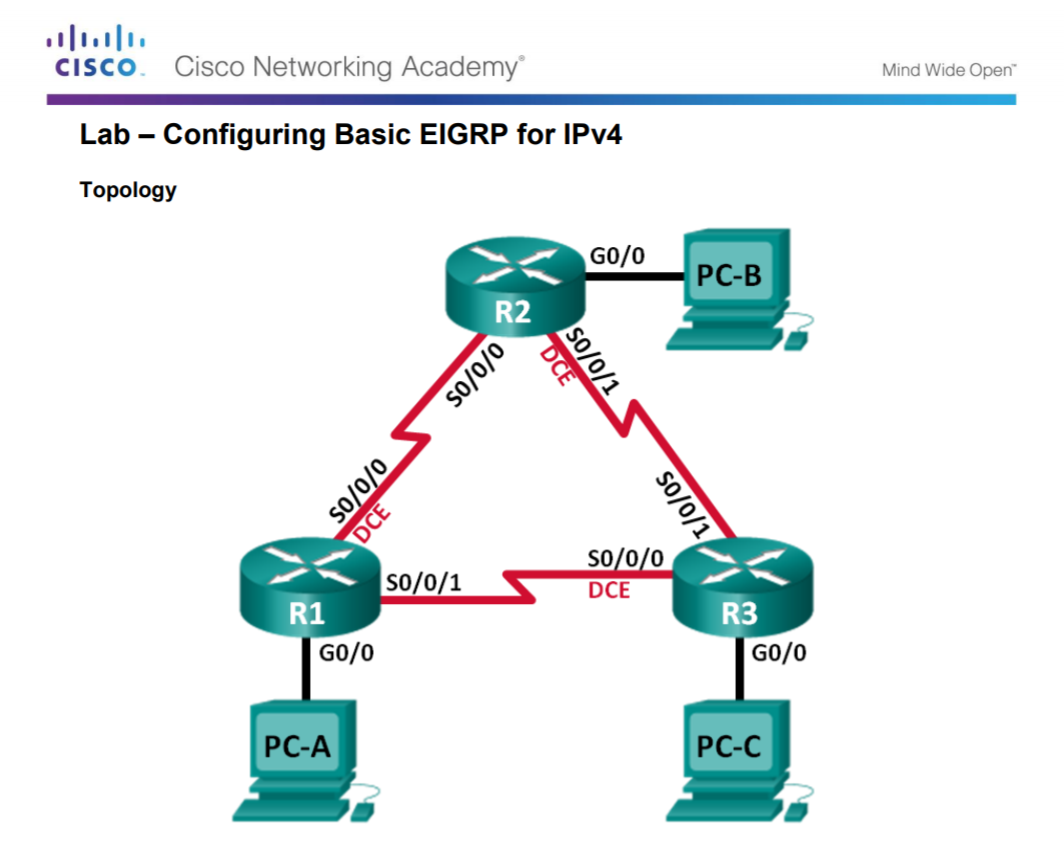 CISCO. Cisco Networking Academy® Mind Wide Open™
Lab – Configuring Basic EIGRP for IPv4
Topology
G0/0
PC-B
R2
S0/0/0
DCE
S0/0/1
S0/0/0
DCE
S0/0/1
S0/0/0
S0/0/1
DCE
R1
R3
G0/0
G0/0
PC-A
PC-C